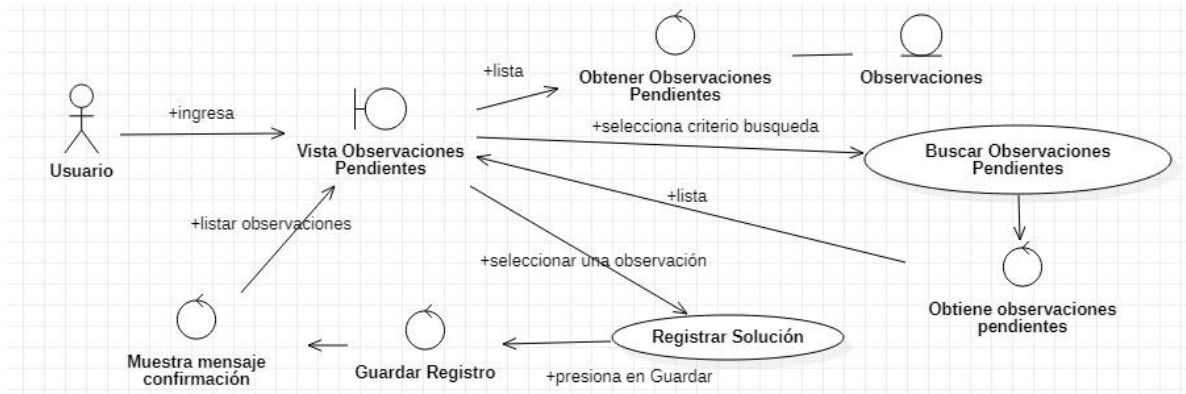 +lista
Obtener Observaciones
Pendientes
Observaciones
+ingresa
+selecciona criterio busqueda
Usuario
Vista Observaciones
Pendientes
Buscar Observaciones
Pendientes
+lista
+listar observaciones
+seleccionar una observación
Obtiene observaciones
pendientes
Registrar Solución
Muestra mensaje
confirmación
Guardar Registro
+presiona en Guardar